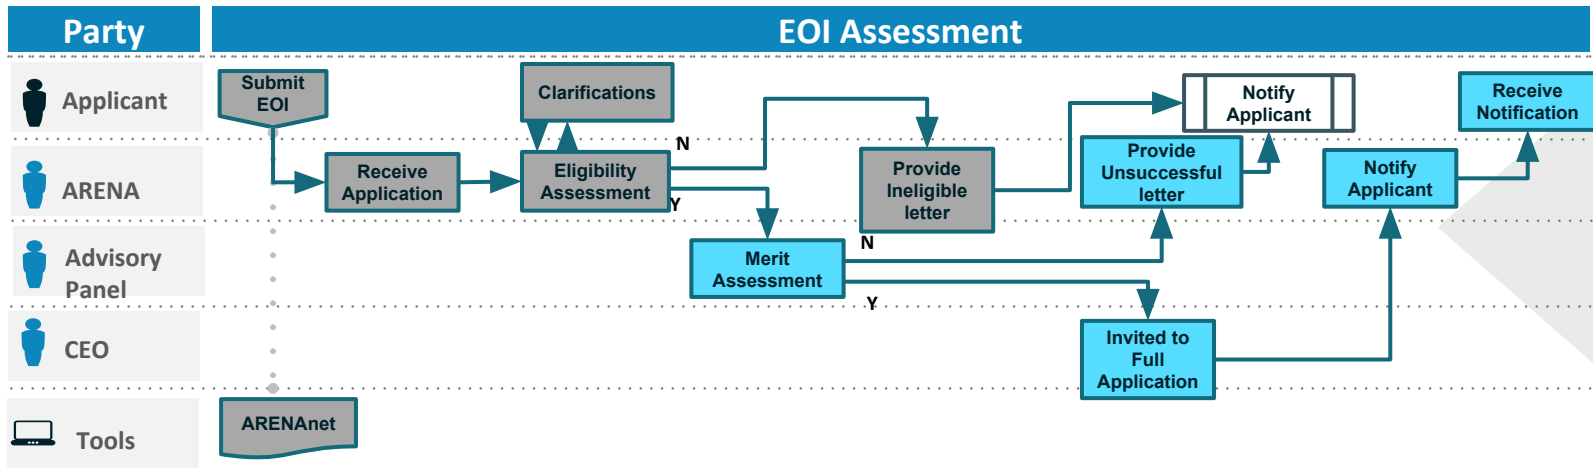 Party
EOI Assessment
Applicant
Submit
EOI
Clarifications
Notify
Applicant
Receive
Notification
N
ARENA
Receive
Application
Eligibility
Assessment
Y
Provide
Ineligible
letter
Provide
Unsuccessful
letter
Notify
Applicant
Advisory
Panel
Merit
Assessment
N
Y
CEO
Invited to
Full
Application
Tools
ARENAnet